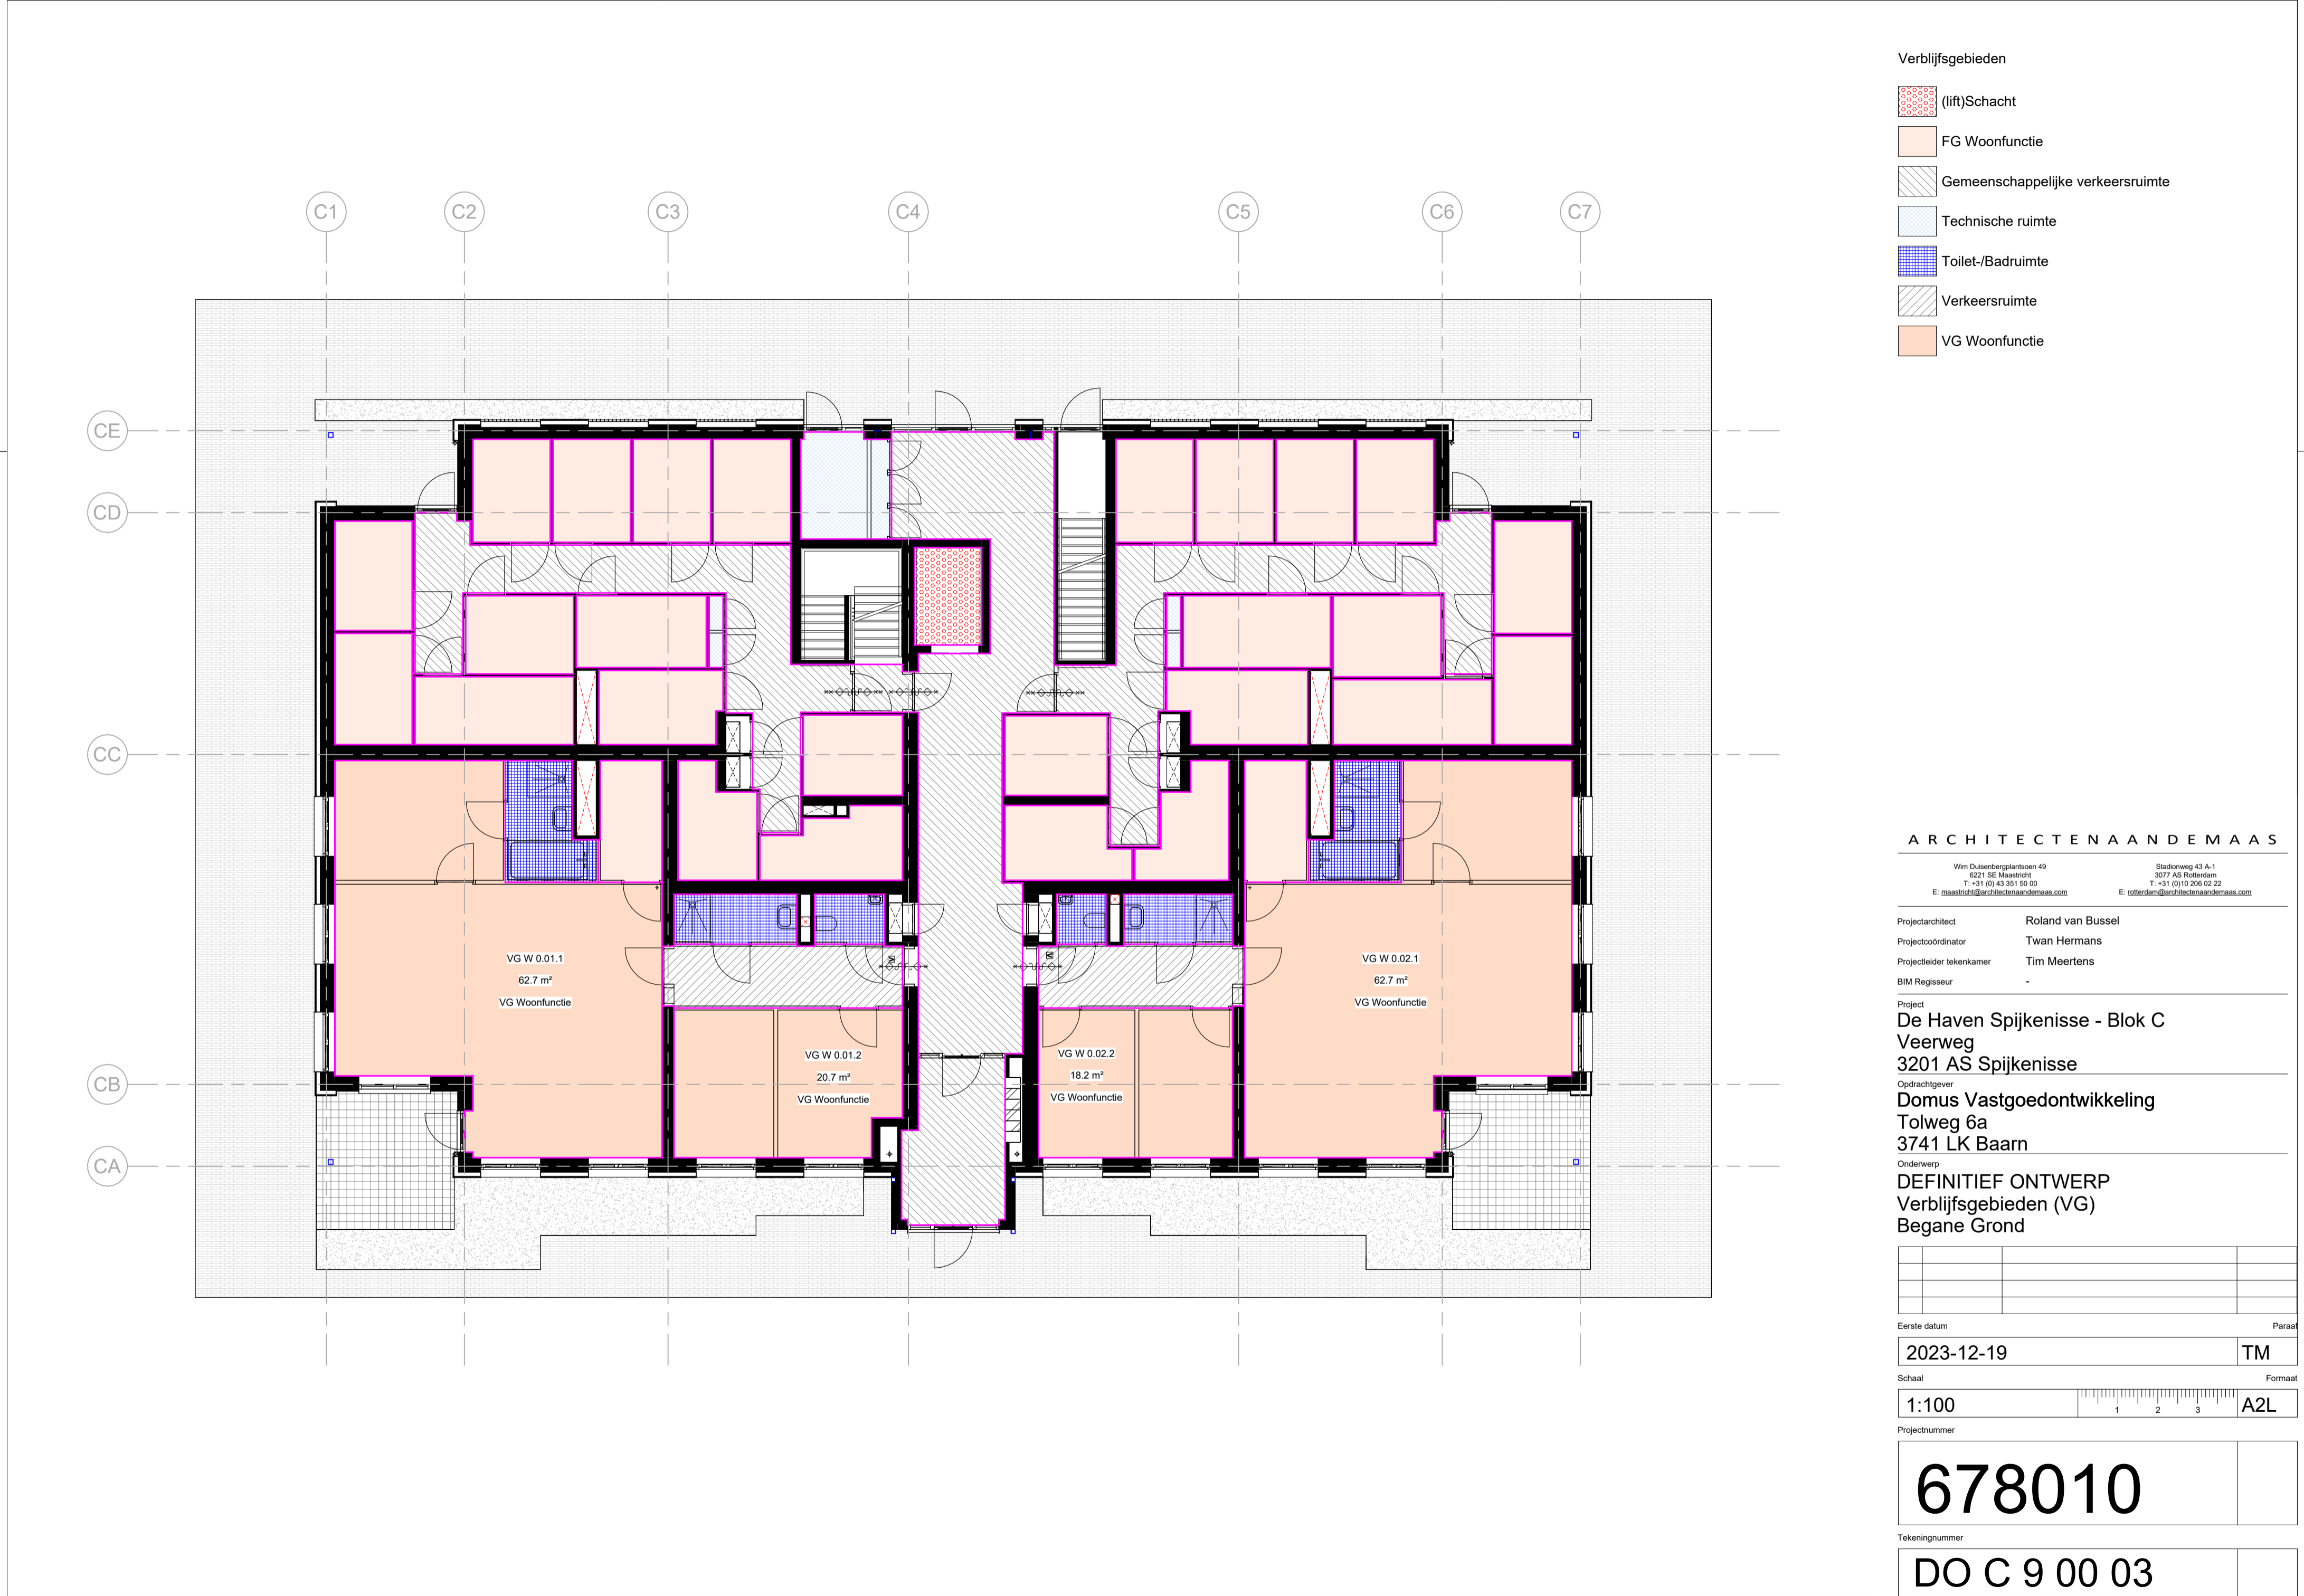 Verblijfsgebieden
(lift)Schacht
FG Woonfunctie
Gemeenschappelijke verkeersruimte
Technische ruimte
Toilet-/Badruimte
Verkeersruimte
VG Woonfunctie
C1
C2
C3
C4
C5
C6
C7
CE
CD
CC
CB
CA
VG W 0.01.1
62.7 m²
VG Woonfunctie
VG W 0.01.2
20.7 m²
VG Woonfunctie
VG W 0.02.2
18.2 m²
VG Woonfunctie
VG W 0.02.1
62.7 m²
VG Woonfunctie
ARCHITECTENAANDEMAAS
Wim Duisenbergplantsoen 49
6221 SE Maastricht
T: +31 (0) 43 351 50 00
E: maastricht@architectenaandemaas.com
Stadionweg 43 A-1
3077 AS Rotterdam
T: +31 (0)10 206 02 22
E: rotterdam@architectenaandemaas.com
Projectarchitect Roland van Bussel
Projectcoördinator Twan Hermans
Projectleider tekenkamer Tim Meertens
BIM Regisseur -
Project
De Haven Spijkenisse - Blok C
Veerweg
3201 AS Spijkenisse
Opdrachtgever
Domus Vastgoedontwikkeling
Tolweg 6a
3741 LK Baarn
Onderwerp
DEFINITIEF ONTWERP
Verblijfsgebieden (VG)
Begane Grond
Eerste datum Paraaf
2023-12-19 TM
Schaal Formaat
1:100 1 2 3 A2L
Projectnummer
678010
Tekeningnummer
DO C 9 00 03